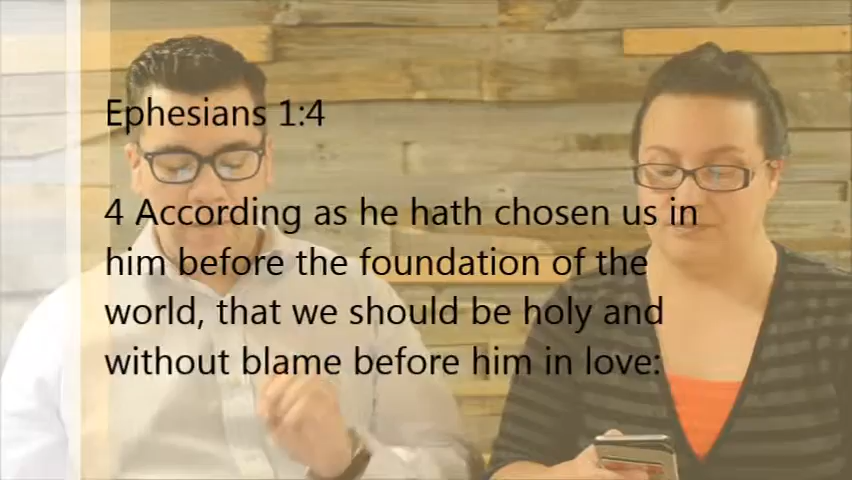 Ephesians 1:4
4 According as he hath chosen us in
him before the foundation of the
world, that we should be holy and
without blame before him in love: